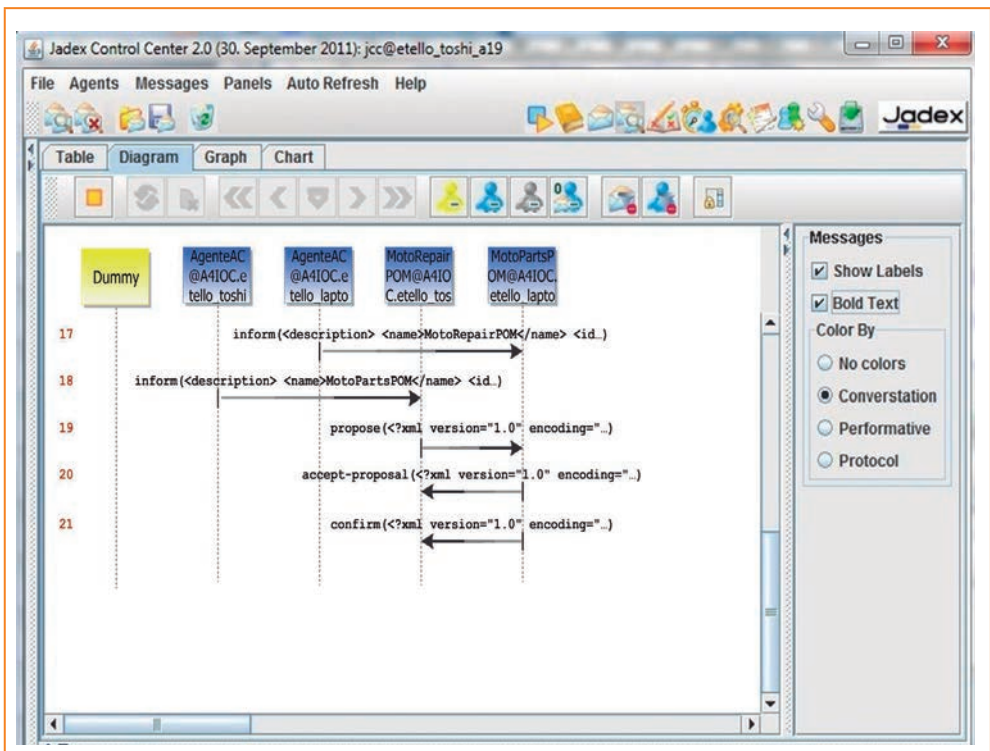 Jadex Control Center 2.0 (30. September 2011): jcc@etello_toshi_a19
File Agents Messages Panels Auto Refresh Help
Jadex
Table Diagram Graph Chart
Messages
Show Labels
Bold Text
Color By
No colors
Converstation
Performative
Protocol
Dummy
AgenteAC
@A4IOC.e
tello_toshi
AgenteAC
@A4IOC.e
tello_lapto
MotoRepair
POM@A4IO
C.etello_tos
MotoPartsP
OM@A4IOC.
etello_lapto
17 inform(<description> <name>MotoRepairPOM</name> <id…)
18 inform(<description> <name>MotoPartsPOM</name> <id…)
19 propose(<?xml version="1.0" encoding="…)
20 accept-proposal(<?xml version="1.0" encoding="…)
21 confirm(<?xml version="1.0" encoding="…)